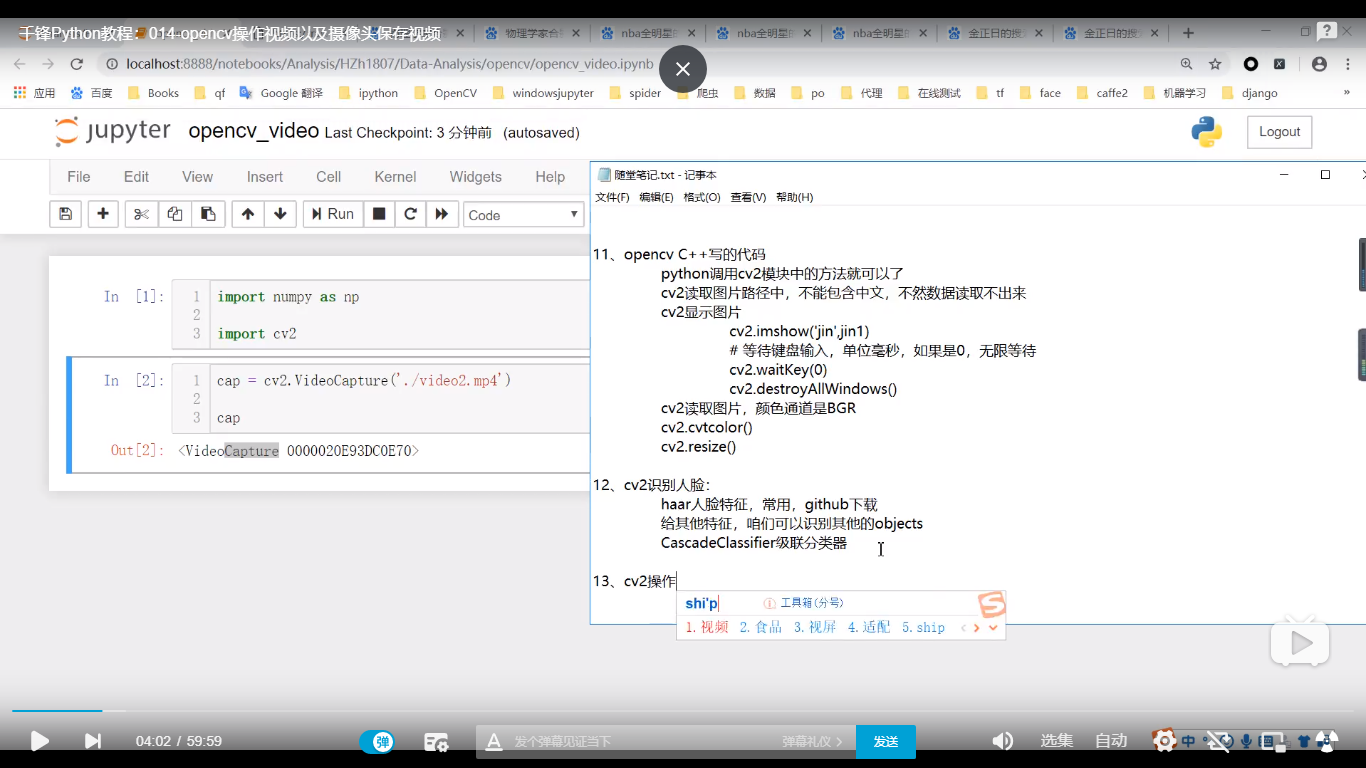 千锋Python教程：014-opencv操作视频以及摄像头保存视频
物理学家合影
nba全明星
nba全明星
nba全明星
金正日的搜
金正日的搜
localhost:8888/notebooks/Analysis/HZh1807/Data-Analysis/opencv/opencv_video.ipynb
应用 百度 Books qf Google 翻译 ipython OpenCV windowsjupyter spider 爬虫 数据 po 代理 在线测试 tf face caffe2 机器学习 django »
jupyter opencv_video Last Checkpoint: 3 分钟前 (autosaved)
Logout
File Edit View Insert Cell Kernel Widgets Help
Run Code
In [1]:
1 import numpy as np
2
3 import cv2
In [2]:
1 cap = cv2.VideoCapture('./video2.mp4')
2
3 cap
Out[2]: <VideoCapture 0000020E93DC0E70>
随堂笔记.txt - 记事本
文件(F) 编辑(E) 格式(O) 查看(V) 帮助(H)
11、opencv C++写的代码
python调用cv2模块中的方法就可以了
cv2读取图片路径中，不能包含中文，不然数据读取不出来
cv2显示图片
cv2.imshow('jin',jin1)
# 等待键盘输入，单位毫秒，如果是0，无限等待
cv2.waitKey(0)
cv2.destroyAllWindows()
cv2读取图片，颜色通道是BGR
cv2.cvtcolor()
cv2.resize()
12、cv2识别人脸：
haar人脸特征，常用，github下载
给其他特征，咱们可以识别其他的objects
CascadeClassifier级联分类器
13、cv2操作
shi'p 工具箱(分号)
1.视频 2.食品 3.视屏 4.适配 5.ship
04:02 / 59:59
弹
发个弹幕见证当下
弹幕礼仪 >
发送
选集
自动
中